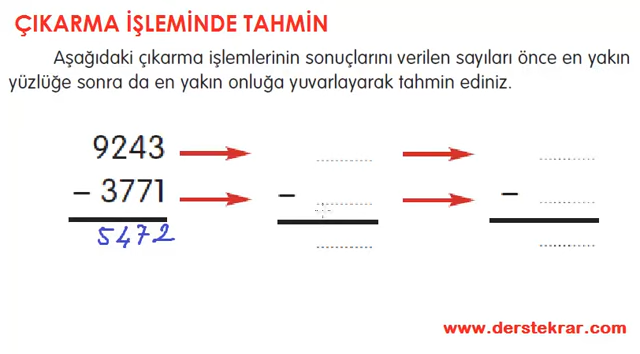 ÇIKARMA İŞLEMİNDE TAHMİN
Aşağıdaki çıkarma işlemlerinin sonuçlarını verilen sayıları önce en yakın
yüzlüğe sonra da en yakın onluğa yuvarlayarak tahmin ediniz.
9243 ....................
– 3771 – .................... – ....................
5472 .................... ....................
www.derstekrar.com